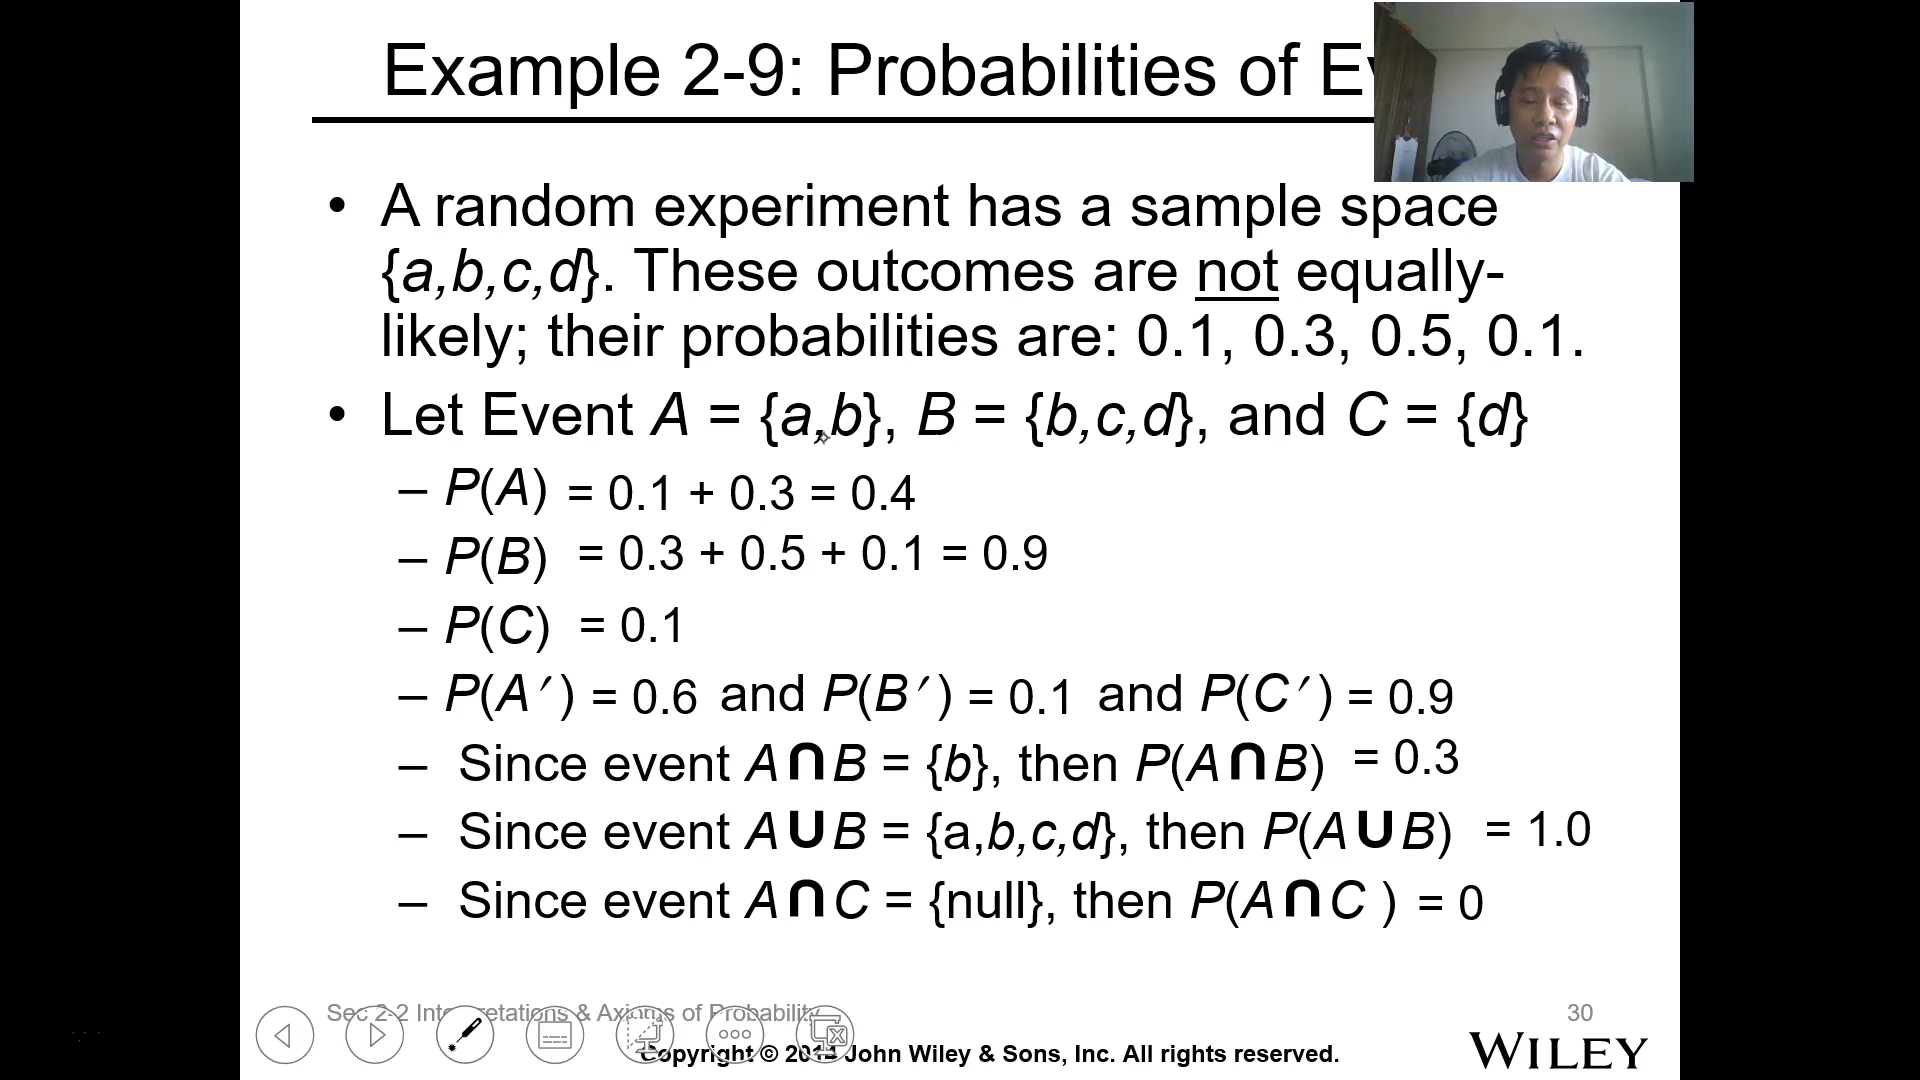 Example 2-9: Probabilities of
• A random experiment has a sample space
{a,b,c,d}. These outcomes are not equally-
likely; their probabilities are: 0.1, 0.3, 0.5, 0.1.
• Let Event A = {a,b}, B = {b,c,d}, and C = {d}
– P(A) = 0.1 + 0.3 = 0.4
– P(B) = 0.3 + 0.5 + 0.1 = 0.9
– P(C) = 0.1
– P(A′) = 0.6 and P(B′) = 0.1 and P(C′) = 0.9
– Since event A∩B = {b}, then P(A∩B) = 0.3
– Since event A∪B = {a,b,c,d}, then P(A∪B) = 1.0
– Since event A∩C = {null}, then P(A∩C ) = 0
Sec 2-2 Interpretations & Axioms of Probability
30
Copyright © 2014 John Wiley & Sons, Inc. All rights reserved.
WILEY